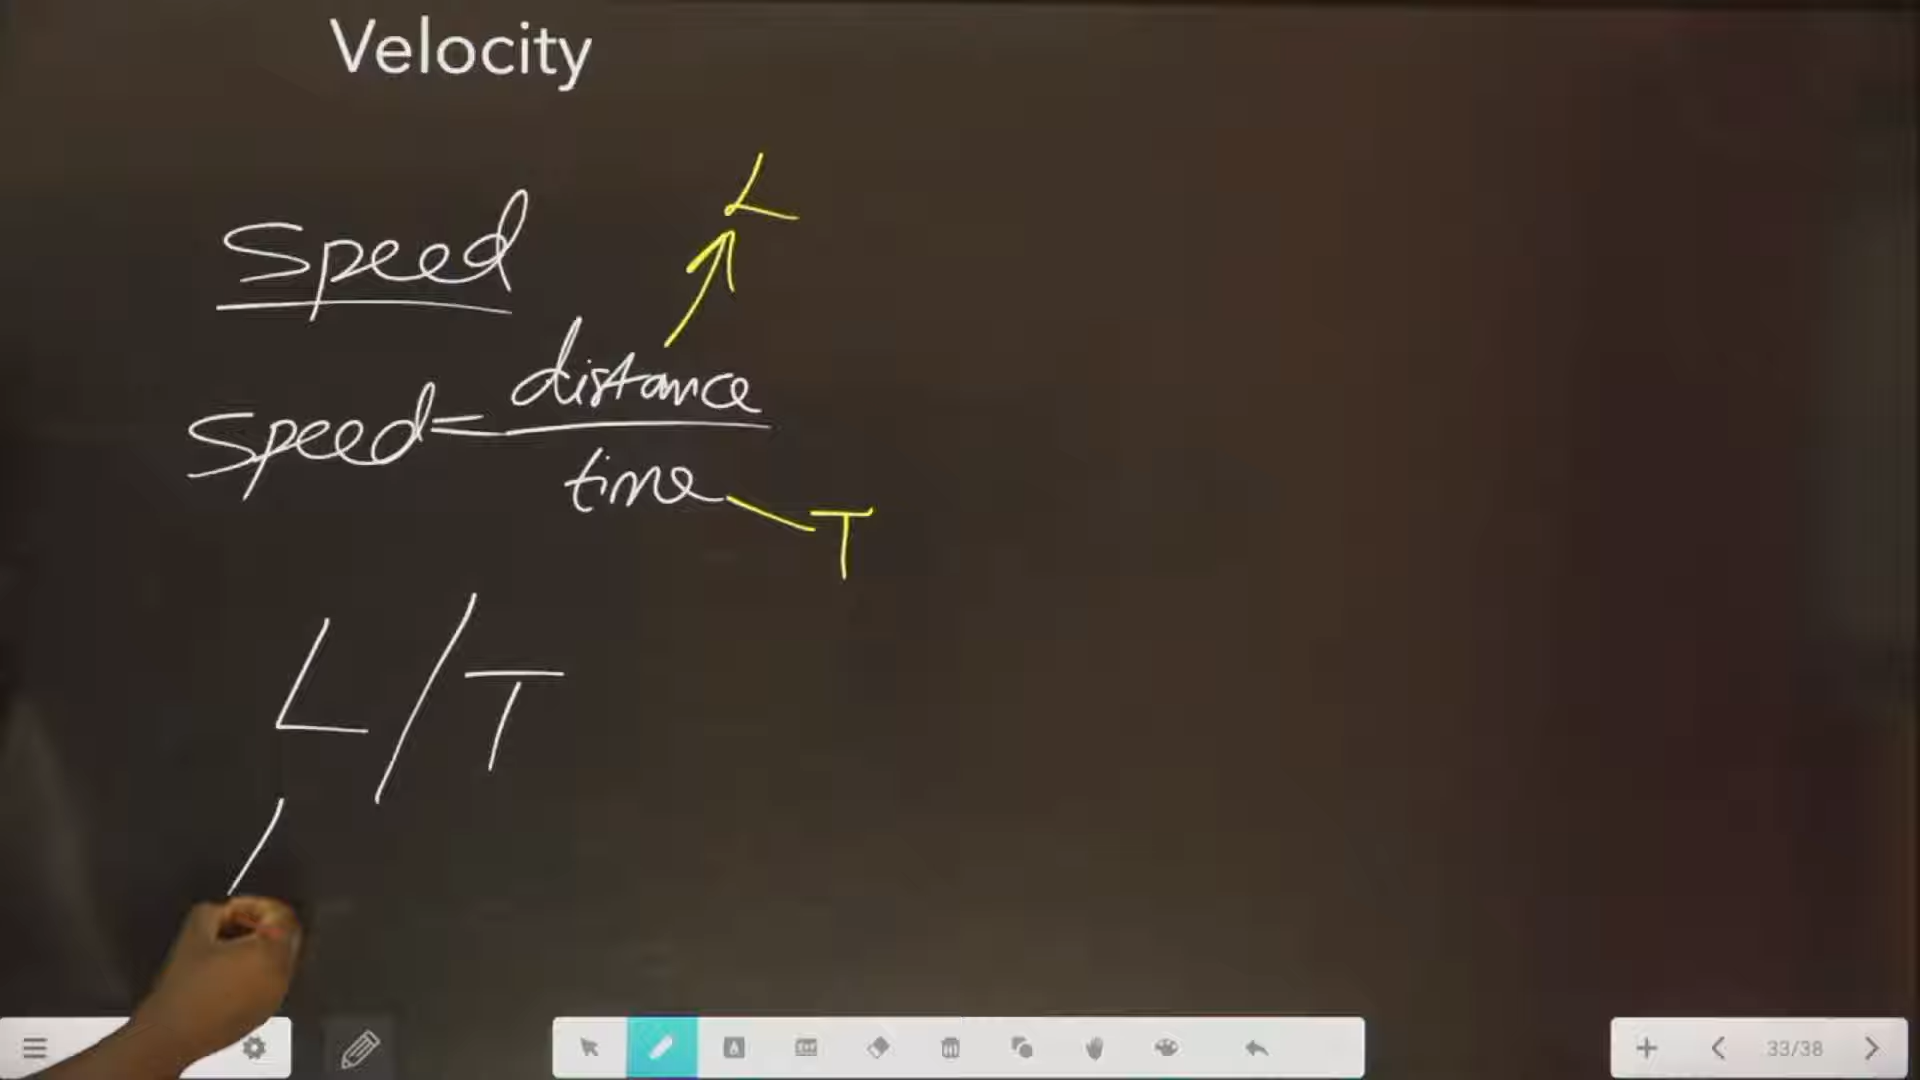 Velocity
L
Speed
Speed = distance / time
T
L/T
33/38